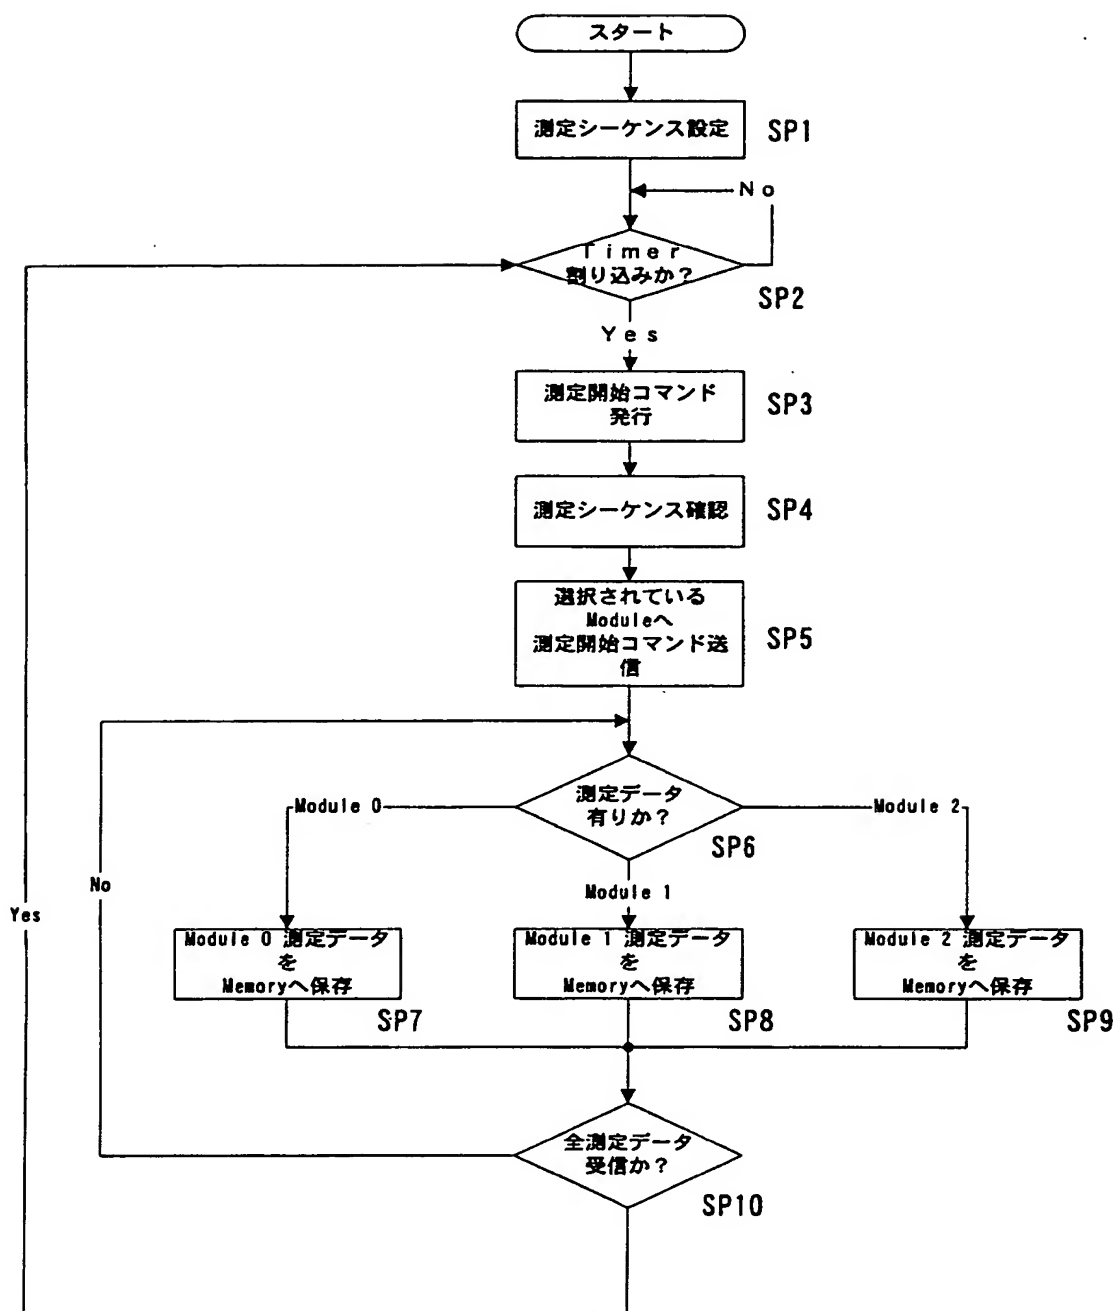 スタート
測定シーケンス設定
SP1
No
Timer
割り込みか？
SP2
Yes
測定開始コマンド
発行
SP3
測定シーケンス確認
SP4
選択されている
Moduleへ
測定開始コマンド送
信
SP5
測定データ
有りか？
SP6
Module 0
Module 1
Module 2
Module 0 測定データ
を
Memoryへ保存
SP7
Module 1 測定データ
を
Memoryへ保存
SP8
Module 2 測定データ
を
Memoryへ保存
SP9
全測定データ
受信か？
SP10
No
Yes